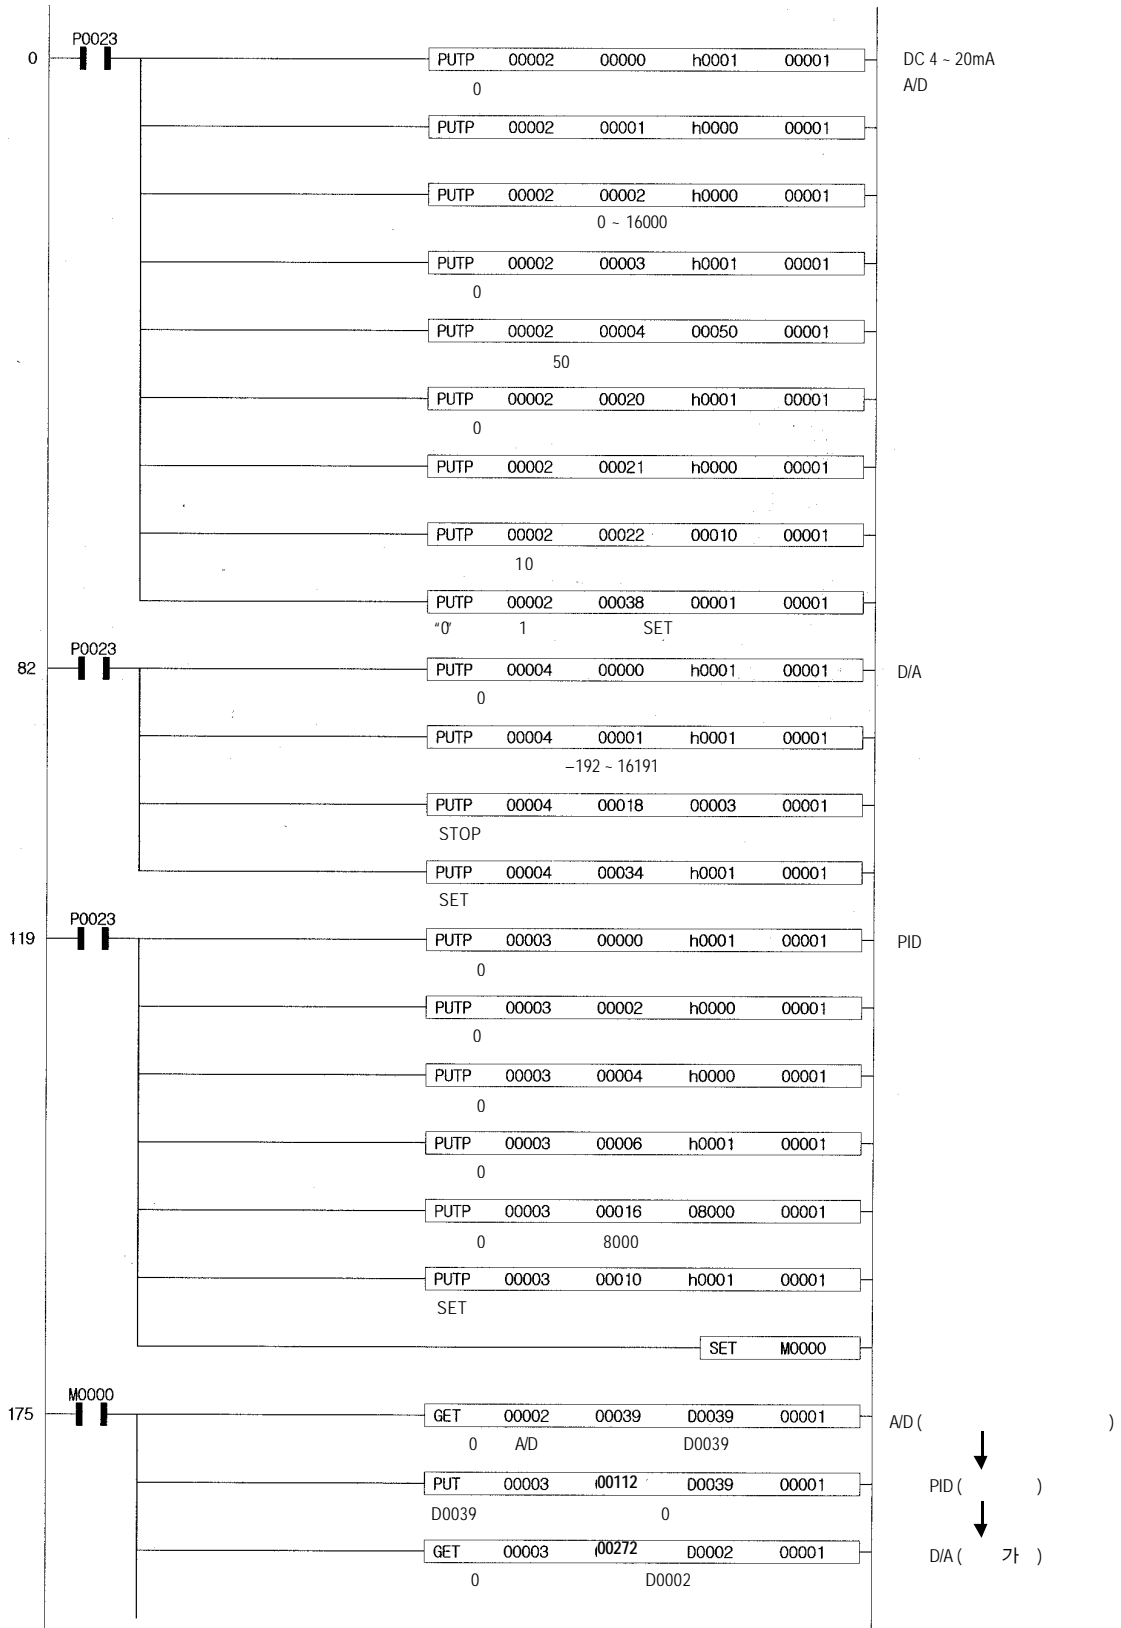 P0023
0 PUTP 00002 00000 h0001 00001 DC 4 ~ 20mA
0 A/D
PUTP 00002 00001 h0000 00001
PUTP 00002 00002 h0000 00001
0 ~ 16000
PUTP 00002 00003 h0001 00001
0
PUTP 00002 00004 00050 00001
50
PUTP 00002 00020 h0001 00001
0
PUTP 00002 00021 h0000 00001
PUTP 00002 00022 00010 00001
10
PUTP 00002 00038 00001 00001
"0" 1 SET
P0023
82 PUTP 00004 00000 h0001 00001 D/A
0
PUTP 00004 00001 h0001 00001
–192 ~ 16191
PUTP 00004 00018 00003 00001
STOP
PUTP 00004 00034 h0001 00001
SET
P0023
119 PUTP 00003 00000 h0001 00001 PID
0
PUTP 00003 00002 h0000 00001
0
PUTP 00003 00004 h0000 00001
0
PUTP 00003 00006 h0001 00001
0
PUTP 00003 00016 08000 00001
0 8000
PUTP 00003 00010 h0001 00001
SET
SET M0000
M0000
175 GET 00002 00039 D0039 00001 A/D ( )
0 A/D D0039
PUT 00003 00112 D0039 00001 PID ( )
D0039 0
GET 00003 00272 D0002 00001 D/A ( 가 )
0 D0002